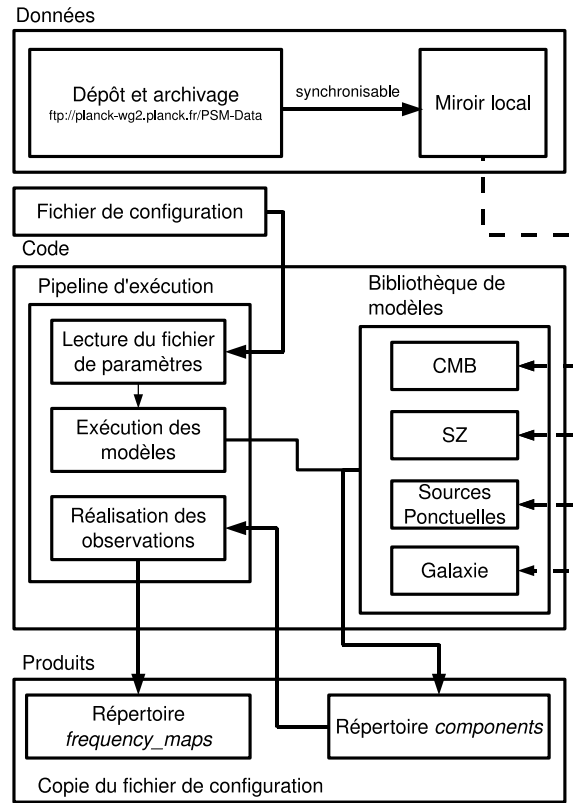 Données
Dépôt et archivage
ftp://planck-wg2.planck.fr/PSM-Data
synchronisable
Miroir local
Fichier de configuration
Code
Pipeline d'exécution
Lecture du fichier
de paramètres
Exécution des
modèles
Réalisation des
observations
Bibliothèque de
modèles
CMB
SZ
Sources
Ponctuelles
Galaxie
Produits
Répertoire
frequency_maps
Répertoire components
Copie du fichier de configuration